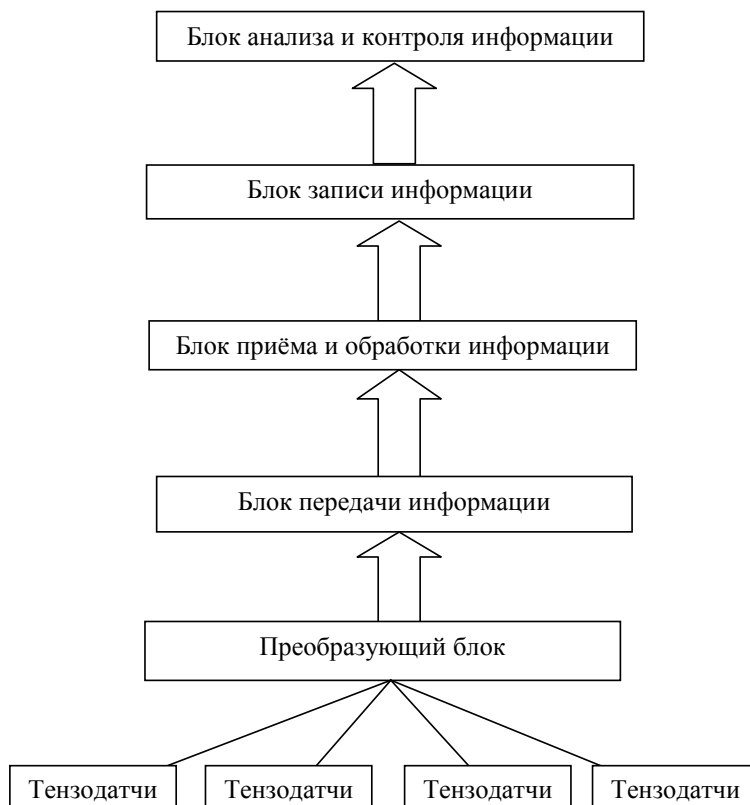 Блок анализа и контроля информации
Блок записи информации
Блок приёма и обработки информации
Блок передачи информации
Преобразующий блок
Тензодатчи Тензодатчи Тензодатчи Тензодатчи